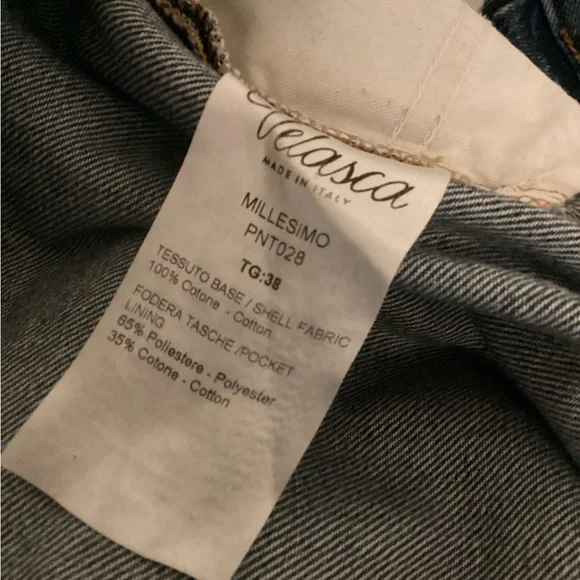 Velasca
MADE IN ITALY
MILLESIMO
PNT028
TG:38
TESSUTO BASE / SHELL FABRIC
100% Cotone - Cotton
FODERA TASCHE /POCKET
LINING
65% Poliestere - Polyester
35% Cotone - Cotton